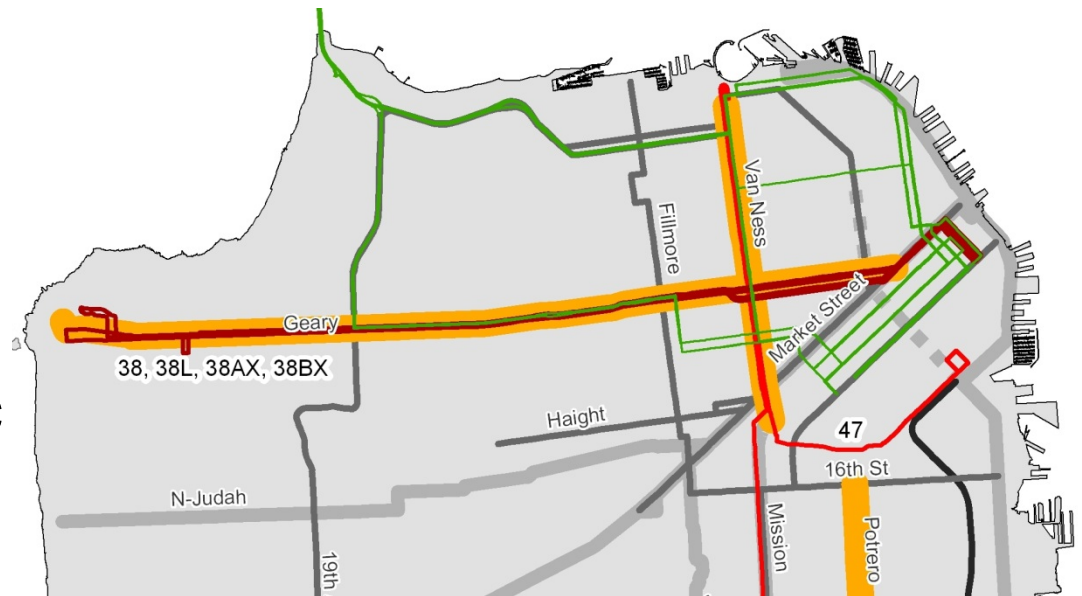 Van Ness
Fillmore
Geary
Market Street
38, 38L, 38AX, 38BX
Haight
47
16th St
N-Judah
Mission
Potrero
19th